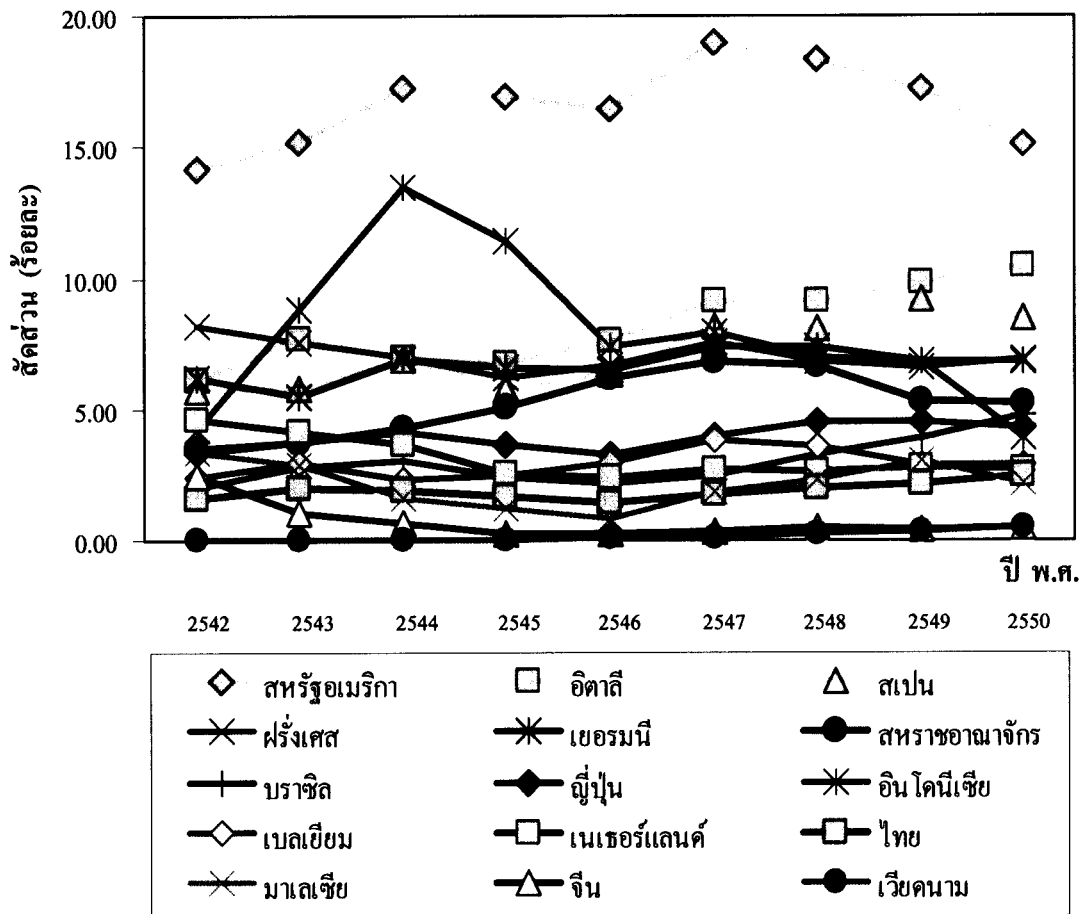 20.00
15.00
10.00
5.00
0.00
สัดส่วน (ร้อยละ)
ปี พ.ศ.
2542 2543 2544 2545 2546 2547 2548 2549 2550
สหรัฐอเมริกา อิตาลี สเปน
ฝรั่งเศส เยอรมนี สหราชอาณาจักร
บราซิล ญี่ปุ่น อินโดนีเซีย
เบลเยียม เนเธอร์แลนด์ ไทย
มาเลเซีย จีน เวียดนาม